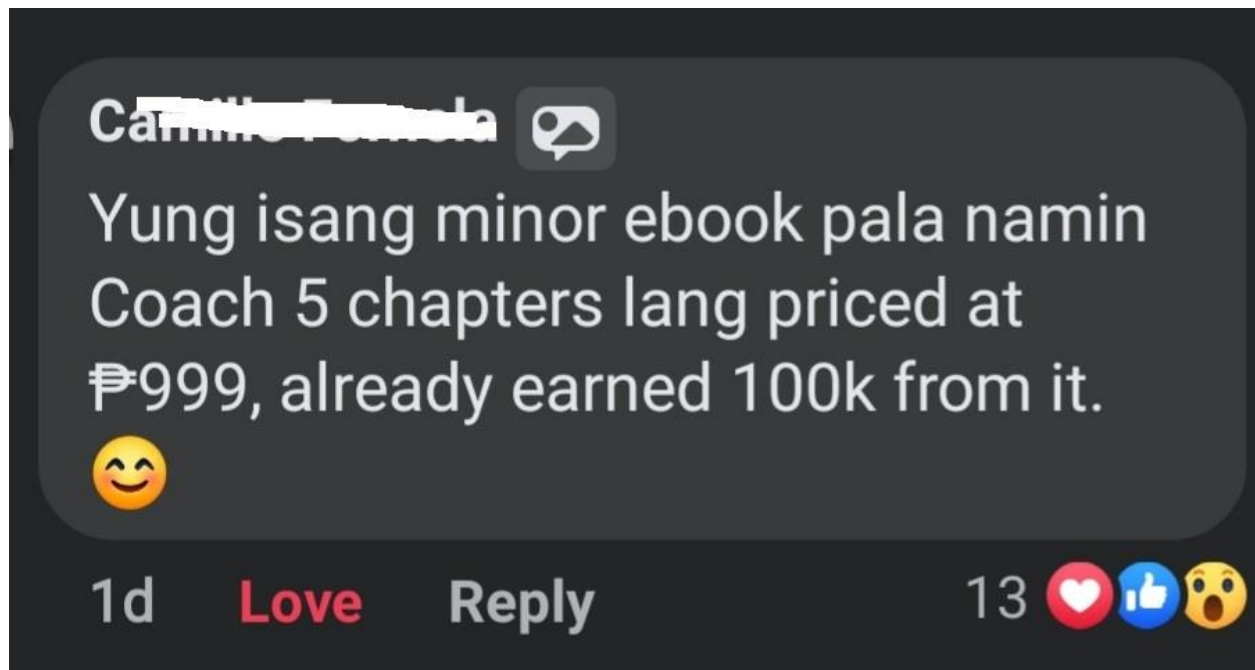 Yung isang minor ebook pala namin
Coach 5 chapters lang priced at
₱999, already earned 100k from it.
😊
1d Love Reply 13